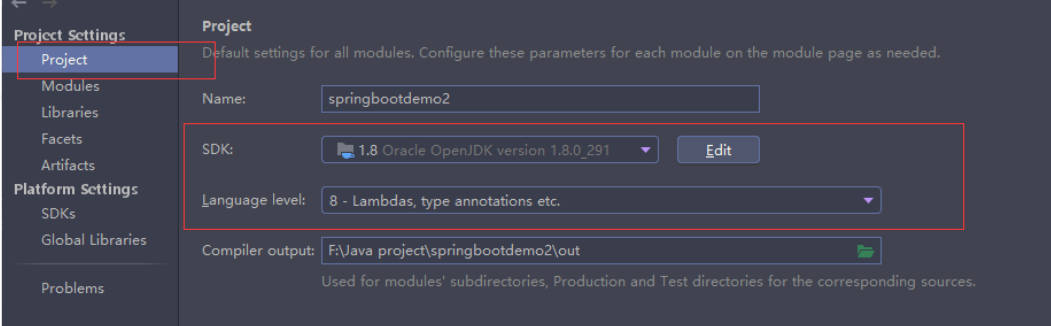 Project Settings
Project
Modules
Libraries
Facets
Artifacts
Platform Settings
SDKs
Global Libraries
Problems
Project
Default settings for all modules. Configure these parameters for each module on the module page as needed.
Name: springbootdemo2
SDK: 1.8 Oracle OpenJDK version 1.8.0_291 Edit
Language level: 8 - Lambdas, type annotations etc.
Compiler output: F:\Java project\springbootdemo2\out
Used for modules' subdirectories, Production and Test directories for the corresponding sources.